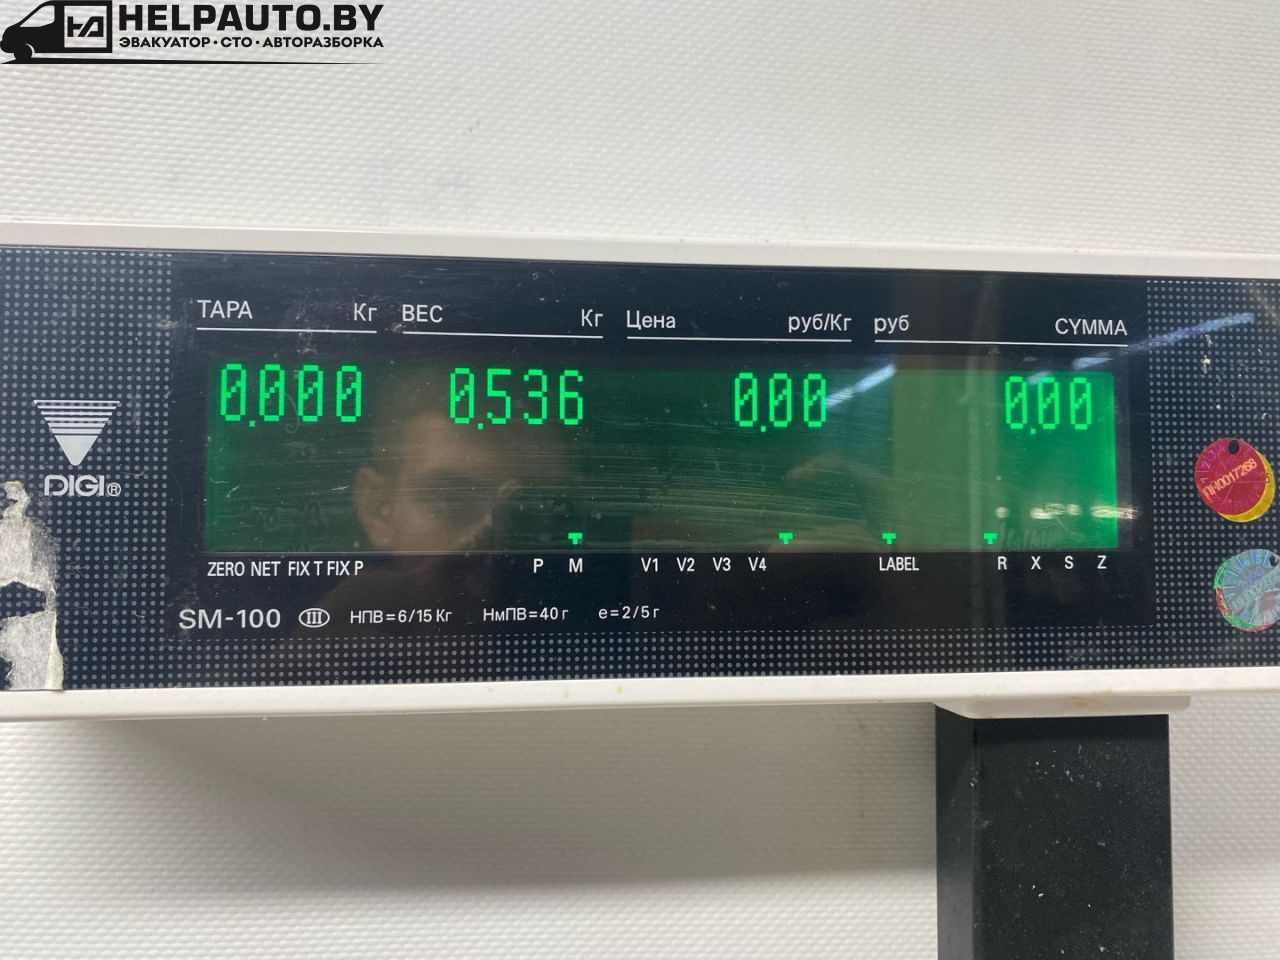 HELPAUTO.BY
ЭВАКУАТОР·СТО·АВТОРАЗБОРКА
ТАРА Кг ВЕС Кг Цена руб/Кг руб СУММА
0.000 0.536 0.00 0.00
DIGI®
ПК0017268
ZERO NET FIX T FIX P P M V1 V2 V3 V4 LABEL R X S Z
SM-100 III НПВ=6/15 Кг НмПВ=40 г e=2/5 г